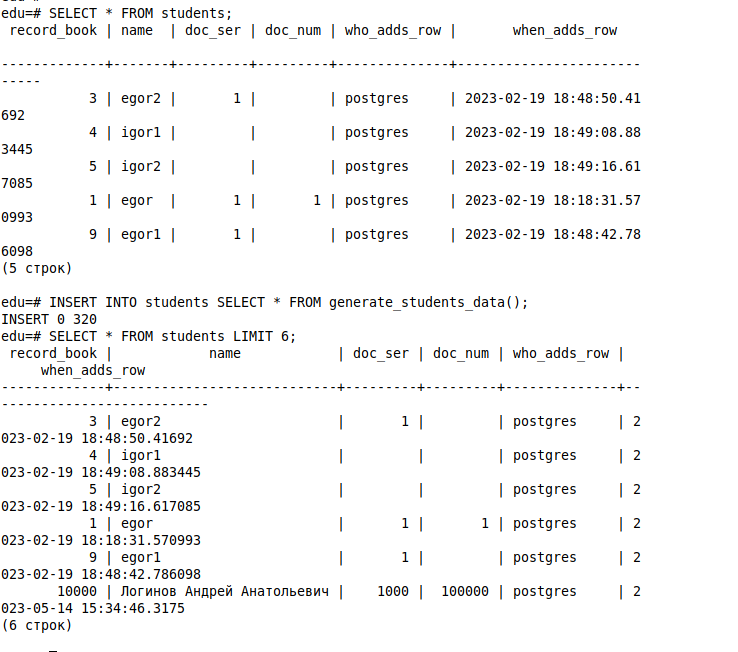 edu=# SELECT * FROM students;
 record_book | name  | doc_ser | doc_num | who_adds_row |       when_adds_row
-------------+-------+---------+---------+--------------+-----------------------
-----
           3 | egor2 |       1 |         | postgres     | 2023-02-19 18:48:50.41
692
           4 | igor1 |         |         | postgres     | 2023-02-19 18:49:08.88
3445
           5 | igor2 |         |         | postgres     | 2023-02-19 18:49:16.61
7085
           1 | egor  |       1 |       1 | postgres     | 2023-02-19 18:18:31.57
0993
           9 | egor1 |       1 |         | postgres     | 2023-02-19 18:48:42.78
6098
(5 строк)
edu=# INSERT INTO students SELECT * FROM generate_students_data();
INSERT 0 320
edu=# SELECT * FROM students LIMIT 6;
 record_book |            name            | doc_ser | doc_num | who_adds_row |
     when_adds_row
-------------+----------------------------+---------+---------+--------------+--
--------------------------
           3 | egor2                      |       1 |         | postgres     | 2
023-02-19 18:48:50.41692
           4 | igor1                      |         |         | postgres     | 2
023-02-19 18:49:08.883445
           5 | igor2                      |         |         | postgres     | 2
023-02-19 18:49:16.617085
           1 | egor                       |       1 |       1 | postgres     | 2
023-02-19 18:18:31.570993
           9 | egor1                      |       1 |         | postgres     | 2
023-02-19 18:48:42.786098
       10000 | Логинов Андрей Анатольевич |    1000 |  100000 | postgres     | 2
023-05-14 15:34:46.3175
(6 строк)